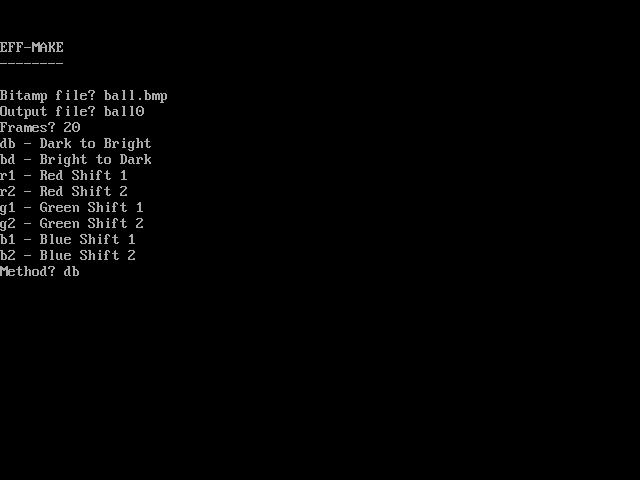 EFF-MAKE
--------
Bitamp file? ball.bmp
Output file? ball0
Frames? 20
db - Dark to Bright
bd - Bright to Dark
r1 - Red Shift 1
r2 - Red Shift 2
g1 - Green Shift 1
g2 - Green Shift 2
b1 - Blue Shift 1
b2 - Blue Shift 2
Method? db